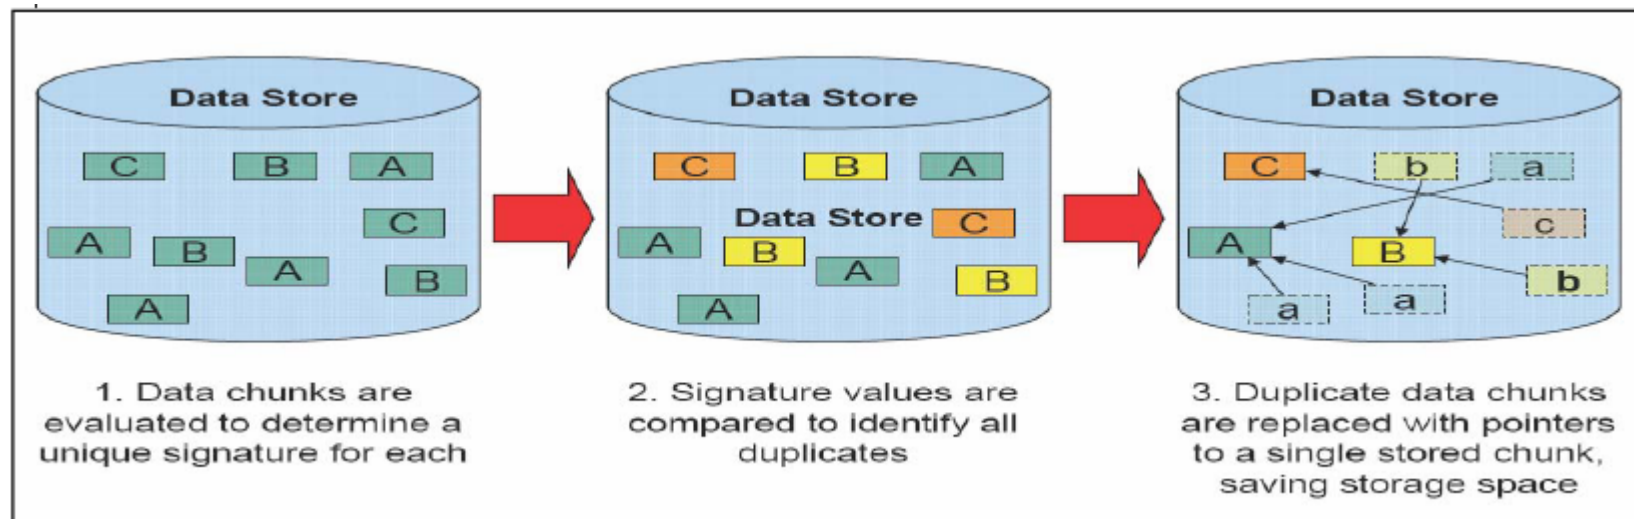 Data Store
C B A
C
A B
A
B
A
1. Data chunks are
evaluated to determine a
unique signature for each
Data Store
C B A
Data Store C
A B
A
B
A
2. Signature values are
compared to identify all
duplicates
Data Store
C b a
c
A B
b
a a
3. Duplicate data chunks
are replaced with pointers
to a single stored chunk,
saving storage space